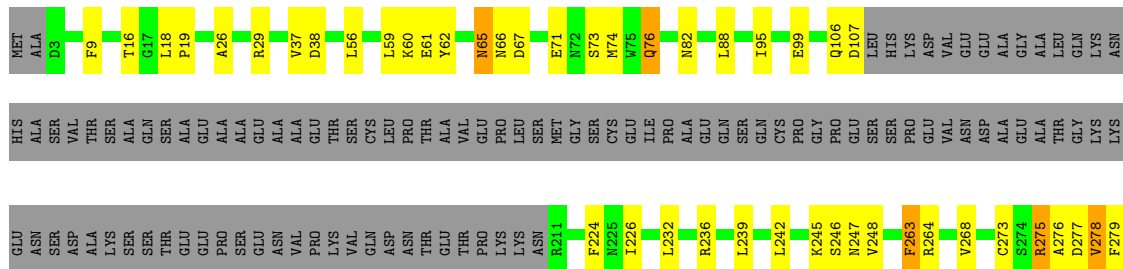 MET ALA D3 F9 T16 G17 L18 P19 A26 R29 V37 D38 L56 L59 K60 E61 Y62 N65 N66 D67 E71 N72 S73 M74 W75 Q76 N82 L88 I95 E99 Q106 D107 LEU HIS LYS ASP VAL GLU GLU ALA GLY ALA LEU GLN LYS ASN
HIS ALA SER VAL THR SER ALA GLN SER ALA GLU ALA ALA GLU ALA ALA GLU THR SER CYS LEU PRO THR ALA VAL GLU PRO LEU SER MET GLY SER CYS GLU ILE PRO ALA GLU GLN SER GLN CYS PRO GLY PRO GLU SER SER PRO GLU VAL ASN ASP ALA GLU ALA THR GLY LYS LYS
GLU ASN SER ASP ALA LYS SER SER THR GLU GLU PRO SER GLU ASN VAL PRO LYS VAL GLN ASP ASN THR GLU THR PRO LYS LYS ASN R211 F224 N225 I226 L232 R236 L239 L242 K245 S246 N247 V248 F263 R264 V268 C273 S274 R275 A276 D277 V278 F279